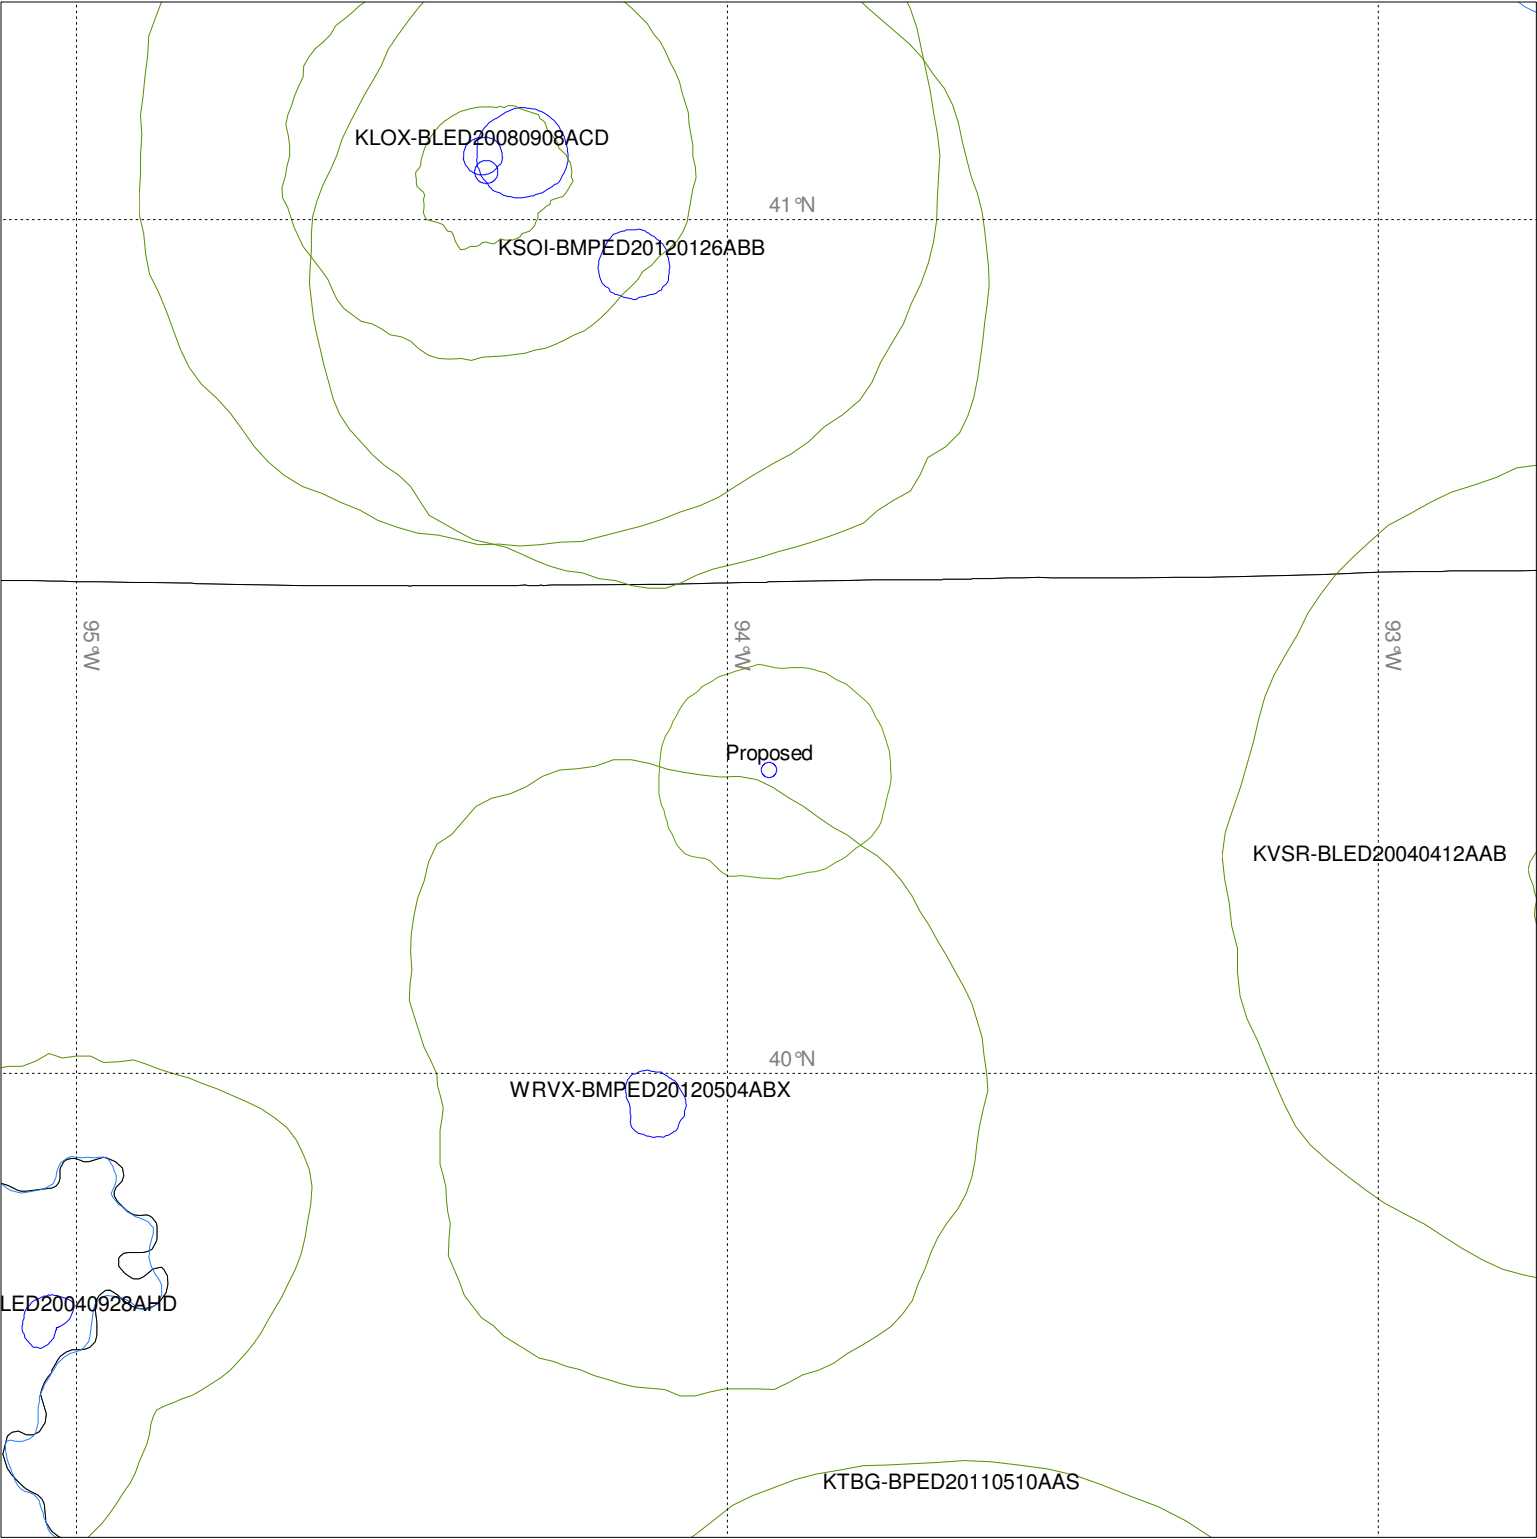 KLOX-BLED20080908ACD
41°N
KSOI-BMPED20120126ABB
95°W
94°W
93°W
Proposed
KVSR-BLED20040412AAB
40°N
WRVX-BMPED20120504ABX
LED20040928AHD
KTBG-BPED20110510AAS